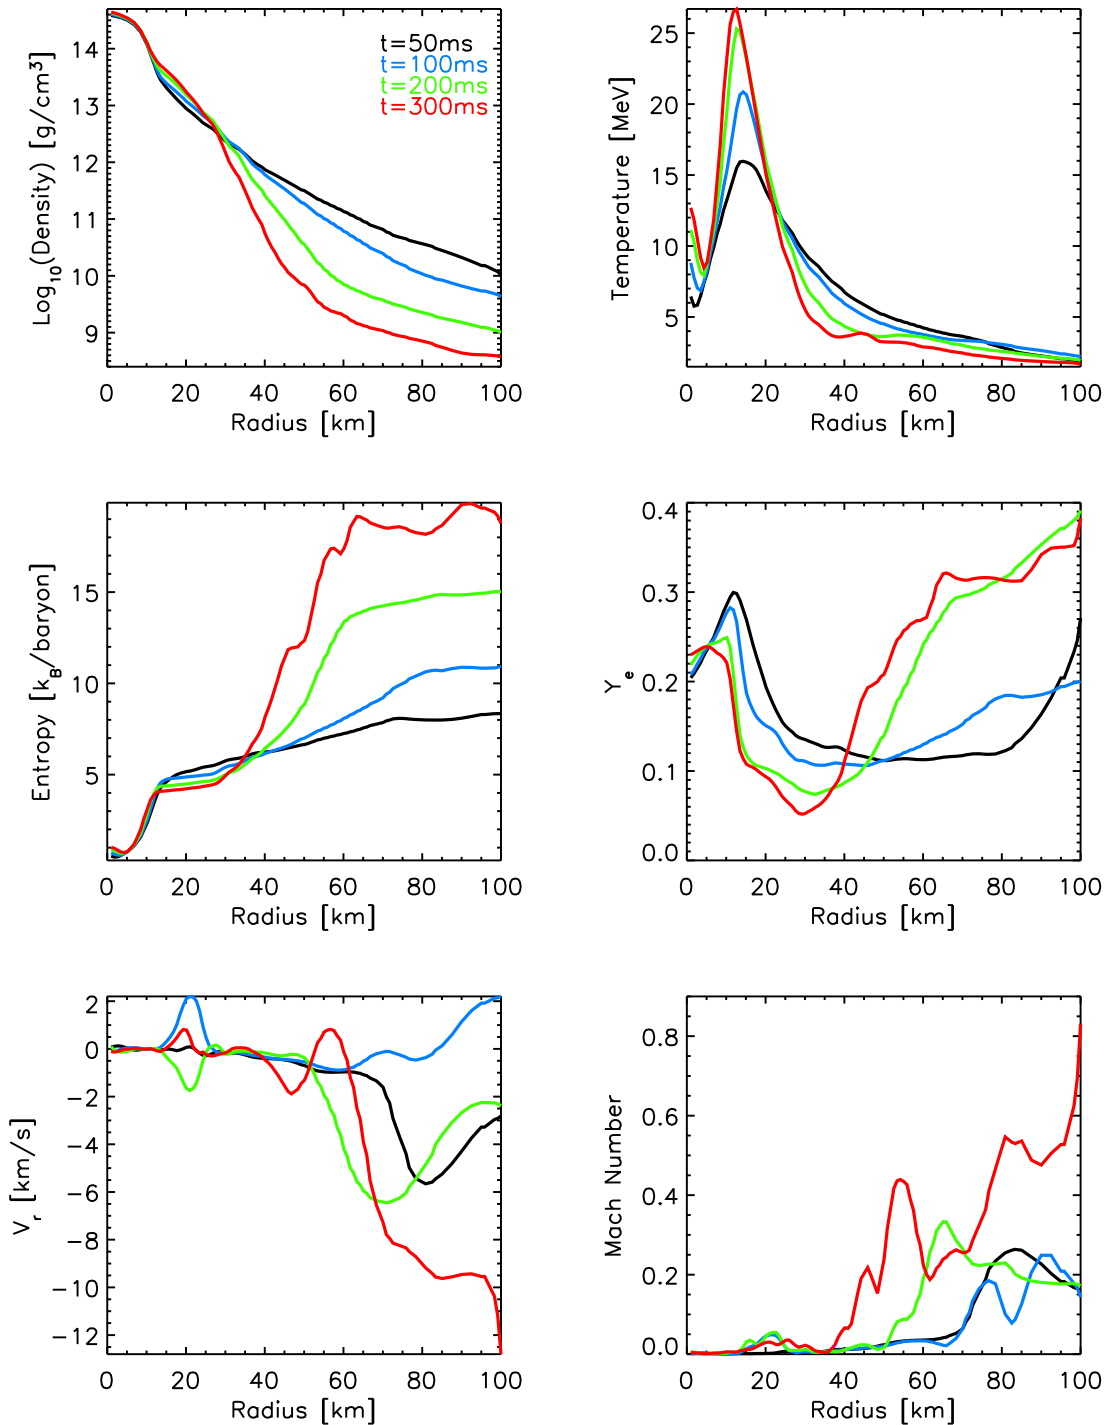 14
13
12
11
10
9
Log10(Density) [g/cm³]
t=50ms
t=100ms
t=200ms
t=300ms
0 20 40 60 80 100
Radius [km]
25
20
15
10
5
Temperature [MeV]
0 20 40 60 80 100
Radius [km]
15
10
5
Entropy [kB/baryon]
0 20 40 60 80 100
Radius [km]
0.4
0.3
0.2
0.1
0.0
Ye
0 20 40 60 80 100
Radius [km]
2
0
−2
−4
−6
−8
−10
−12
Vr [km/s]
0 20 40 60 80 100
Radius [km]
0.8
0.6
0.4
0.2
0.0
Mach Number
0 20 40 60 80 100
Radius [km]